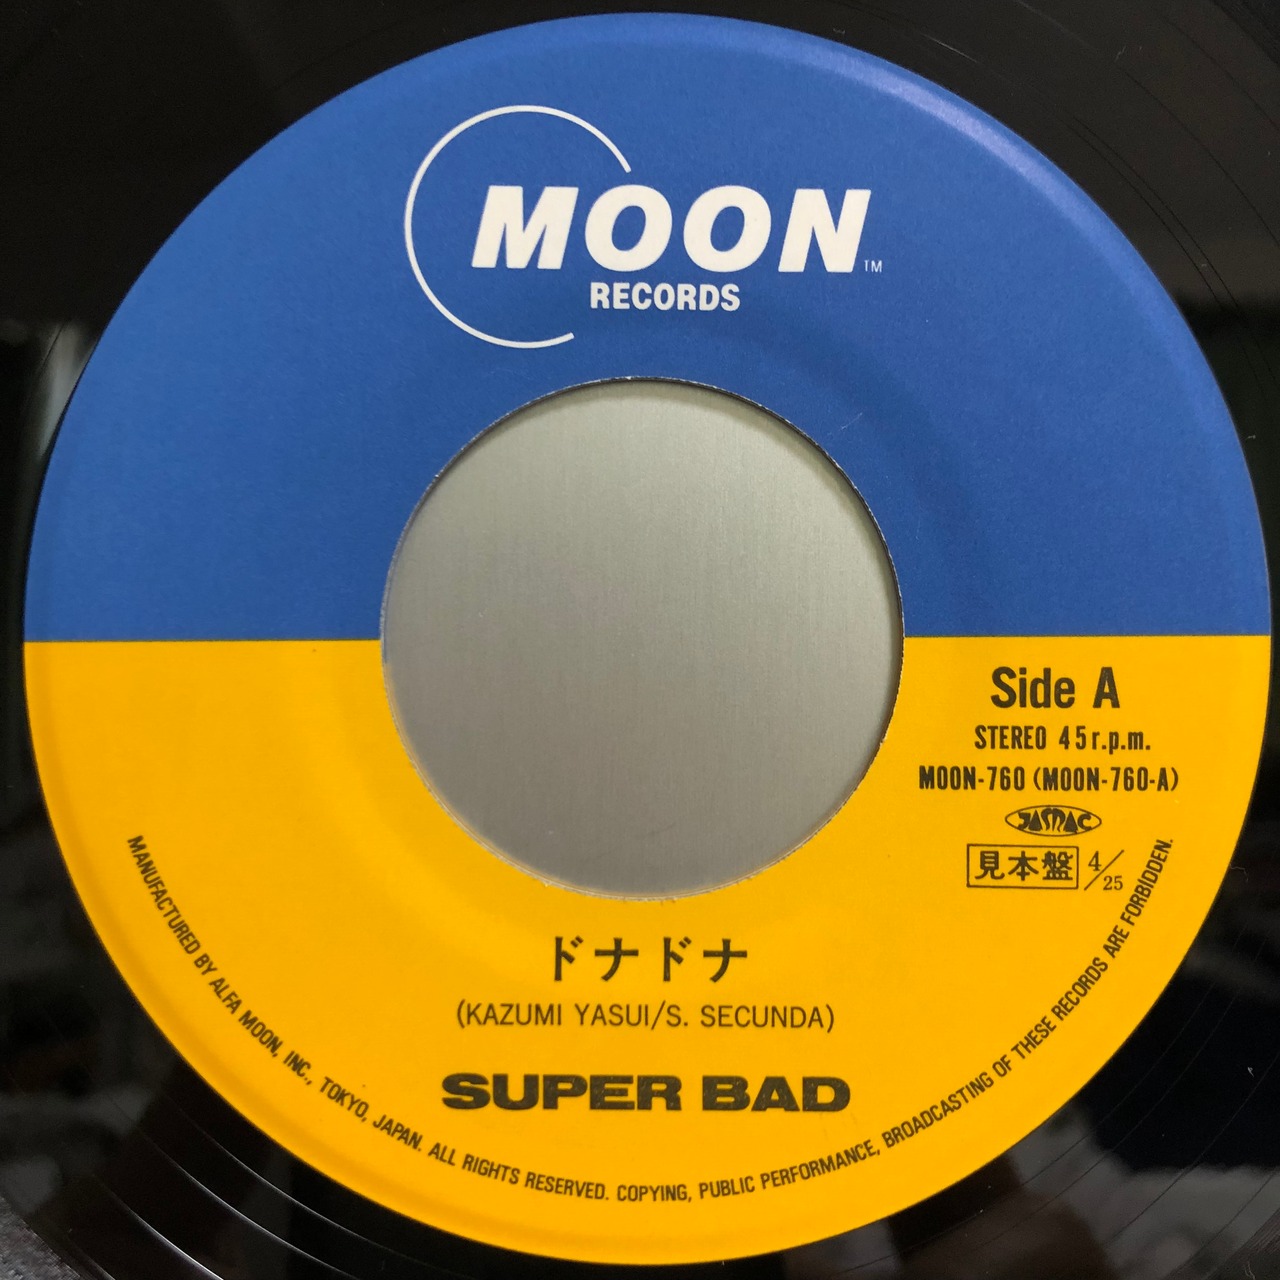 MOON
TM
RECORDS
Side A
STEREO 45r.p.m.
MOON-760 (MOON-760-A)
JASRAC
見本盤 4/25
ドナドナ
(KAZUMI YASUI/S. SECUNDA)
SUPER BAD
MANUFACTURED BY ALFA MOON, INC., TOKYO, JAPAN. ALL RIGHTS RESERVED. COPYING, PUBLIC PERFORMANCE, BROADCASTING OF THESE RECORDS ARE FORBIDDEN.